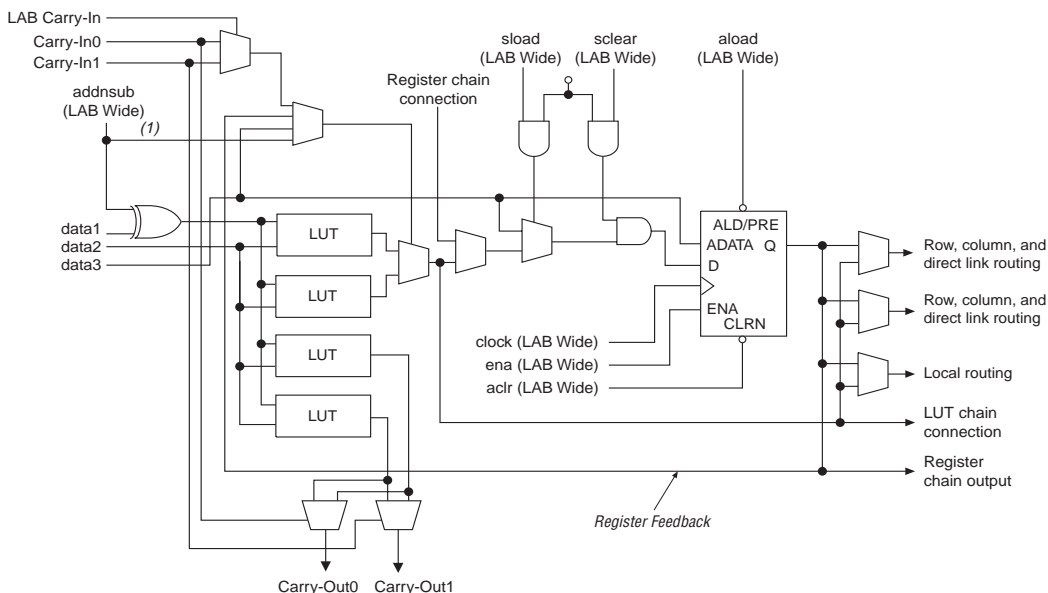 LAB Carry-In
Carry-In0
Carry-In1
addnsub
(LAB Wide)
(1)
data1
data2
data3
Register chain
connection
sload
(LAB Wide)
sclear
(LAB Wide)
aload
(LAB Wide)
LUT
LUT
LUT
LUT
ALD/PRE
ADATA Q
D
ENA
CLRN
clock (LAB Wide)
ena (LAB Wide)
aclr (LAB Wide)
Row, column, and
direct link routing
Row, column, and
direct link routing
Local routing
LUT chain
connection
Register
chain output
Register Feedback
Carry-Out0
Carry-Out1